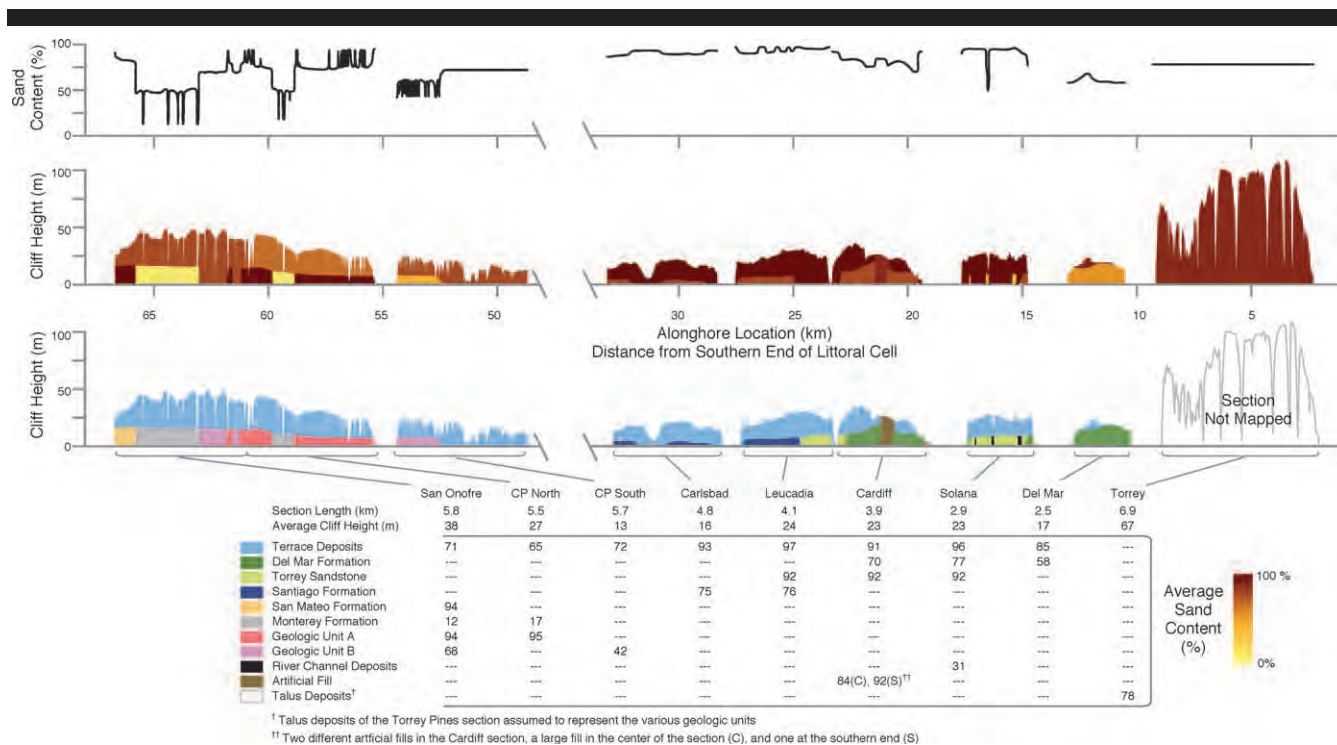 Sand
Content (%)
100
50
0
Cliff Height (m)
100
50
0
65 60 55 50 30 25 20 15 10 5
Alonghore Location (km)
Distance from Southern End of Littoral Cell
Cliff Height (m)
100
50
0
Section
Not Mapped
San Onofre CP North CP South Carlsbad Leucadia Cardiff Solana Del Mar Torrey
Section Length (km) 5.8 5.5 5.7 4.8 4.1 3.9 2.9 2.5 6.9
Average Cliff Height (m) 38 27 13 16 24 23 23 17 67
Terrace Deposits 71 65 72 93 97 91 96 85 ---
Del Mar Formation --- --- --- --- --- 70 77 58 ---
Torrey Sandstone --- --- --- --- 92 92 92 --- ---
Santiago Formation --- --- --- 75 76 --- --- --- ---
San Mateo Formation 94 --- --- --- --- --- --- --- ---
Monterey Formation 12 17 --- --- --- --- --- --- ---
Geologic Unit A 94 95 --- --- --- --- --- --- ---
Geologic Unit B 68 --- 42 --- --- --- --- --- ---
River Channel Deposits --- --- --- --- --- --- 31 --- ---
Artificial Fill --- --- --- --- --- 84(C), 92(S)†† --- --- ---
Talus Deposits† --- --- --- --- --- --- --- --- 78
Average
Sand
Content
(%)
100 %
0%
† Talus deposits of the Torrey Pines section assumed to represent the various geologic units
†† Two different artficial fills in the Cardiff section, a large fill in the center of the section (C), and one at the southern end (S)